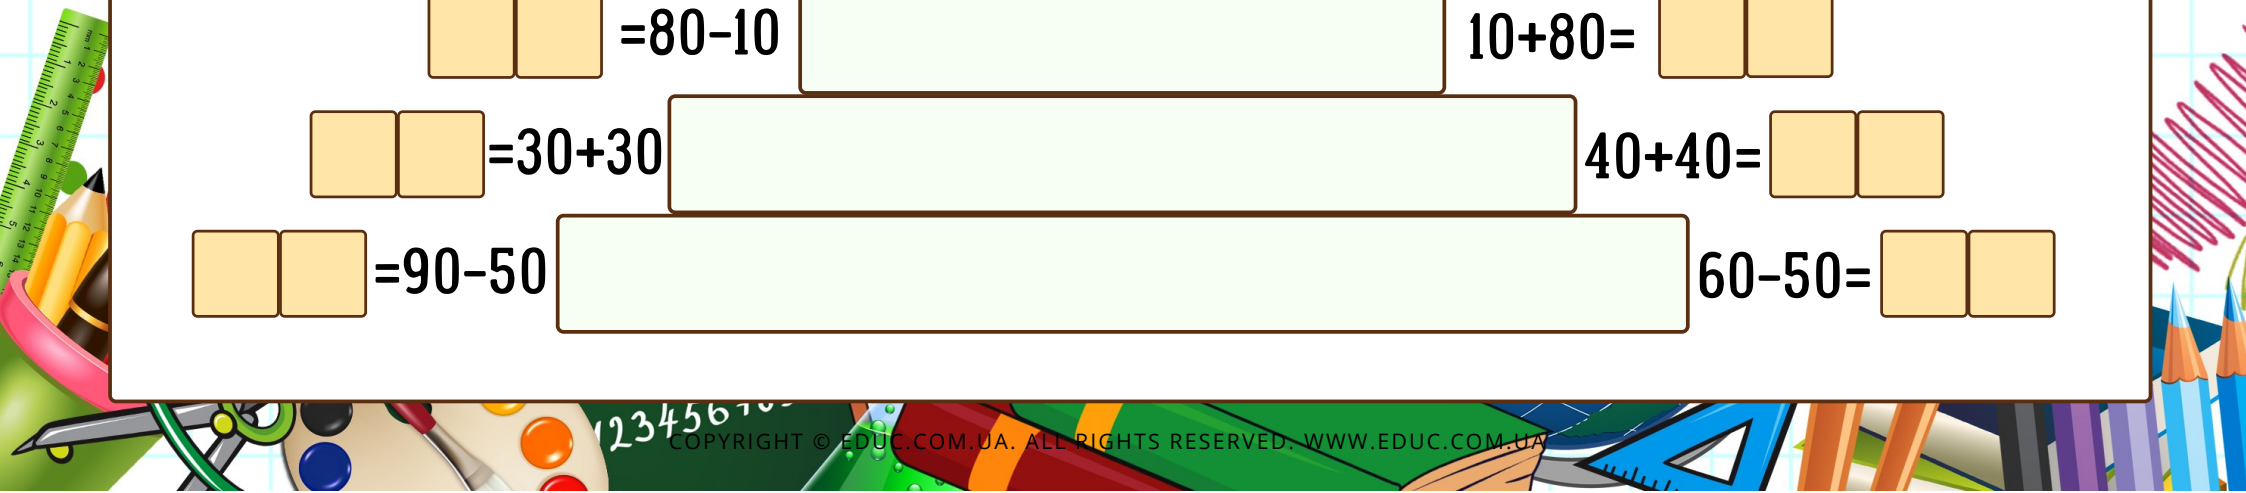 =80-10 10+80=
=30+30 40+40=
=90-50 60-50=
COPYRIGHT © EDUC.COM.UA. ALL RIGHTS RESERVED. WWW.EDUC.COM.UA